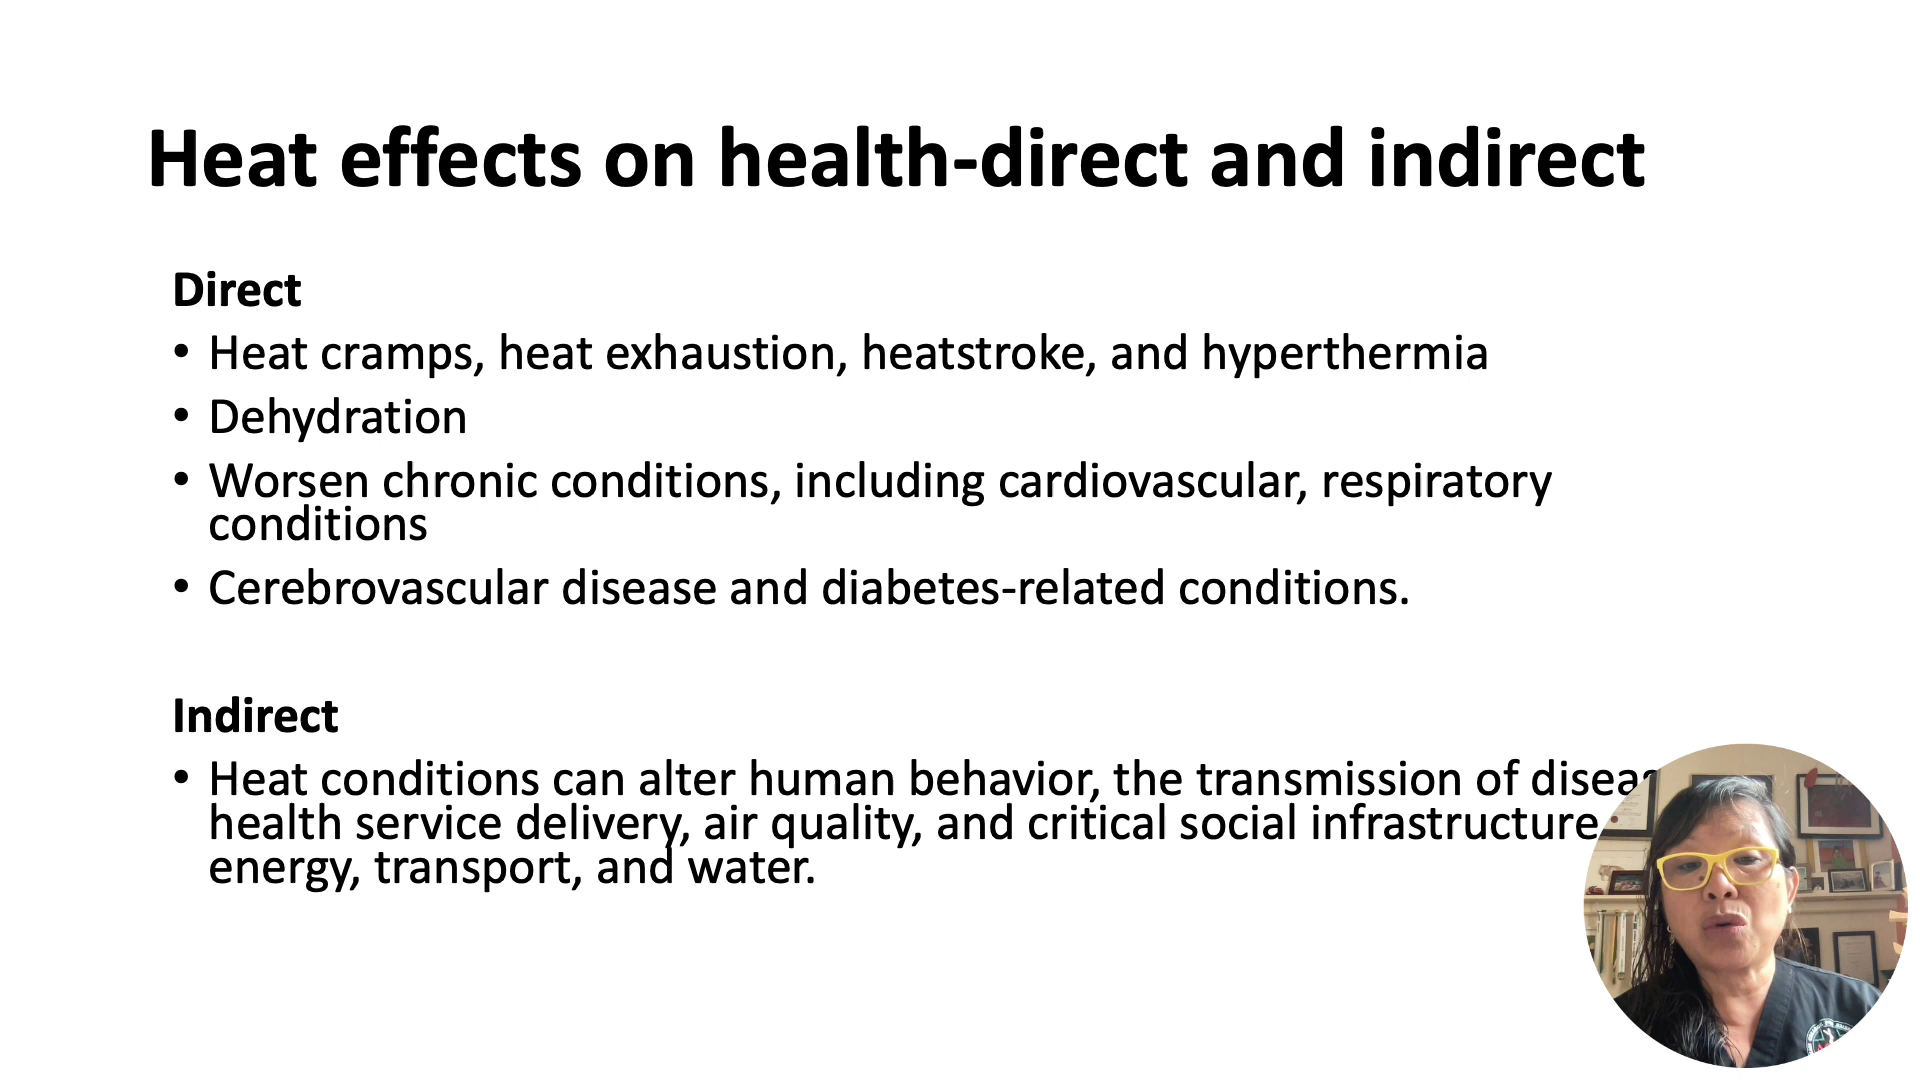 Heat effects on health-direct and indirect
Direct
• Heat cramps, heat exhaustion, heatstroke, and hyperthermia
• Dehydration
• Worsen chronic conditions, including cardiovascular, respiratory
conditions
• Cerebrovascular disease and diabetes-related conditions.
Indirect
• Heat conditions can alter human behavior, the transmission of
health service delivery, air quality, and critical social infrastructure
energy, transport, and water.